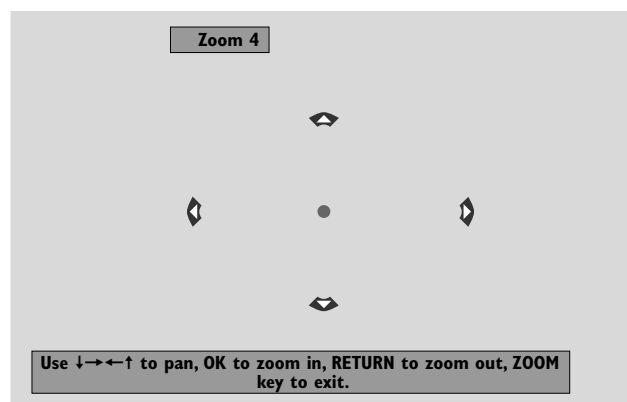 Zoom 4
Use ↓→←↑ to pan, OK to zoom in, RETURN to zoom out, ZOOM
key to exit.